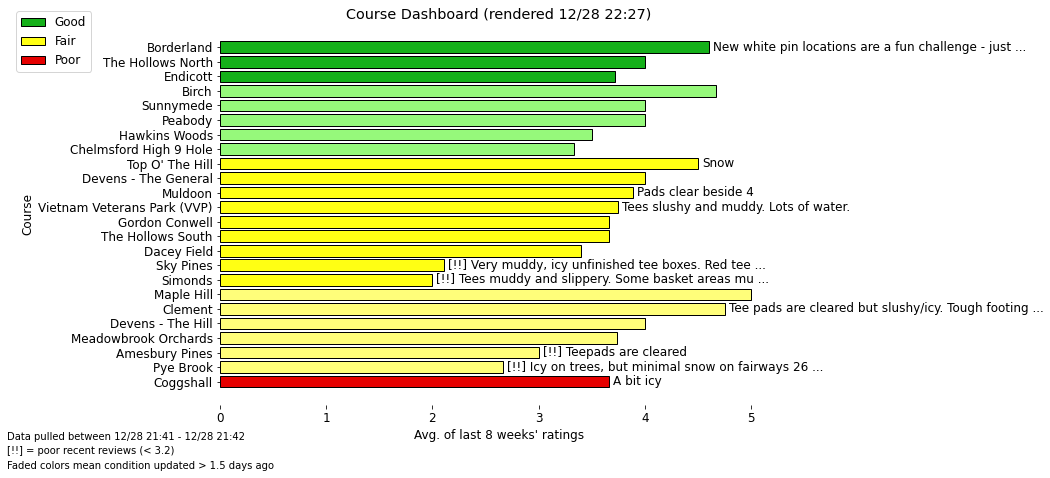 Course Dashboard (rendered 12/28 22:27)
Good
Fair
Poor
Course
Borderland New white pin locations are a fun challenge - just ...
The Hollows North
Endicott
Birch
Sunnymede
Peabody
Hawkins Woods
Chelmsford High 9 Hole
Top O' The Hill Snow
Devens - The General
Muldoon Pads clear beside 4
Vietnam Veterans Park (VVP) Tees slushy and muddy. Lots of water.
Gordon Conwell
The Hollows South
Dacey Field
Sky Pines [!!] Very muddy, icy unfinished tee boxes. Red tee ...
Simonds [!!] Tees muddy and slippery. Some basket areas mu ...
Maple Hill
Clement Tee pads are cleared but slushy/icy. Tough footing ...
Devens - The Hill
Meadowbrook Orchards
Amesbury Pines [!!] Teepads are cleared
Pye Brook [!!] Icy on trees, but minimal snow on fairways 26 ...
Coggshall A bit icy
0 1 2 3 4 5
Avg. of last 8 weeks' ratings
Data pulled between 12/28 21:41 - 12/28 21:42
[!!] = poor recent reviews (< 3.2)
Faded colors mean condition updated > 1.5 days ago